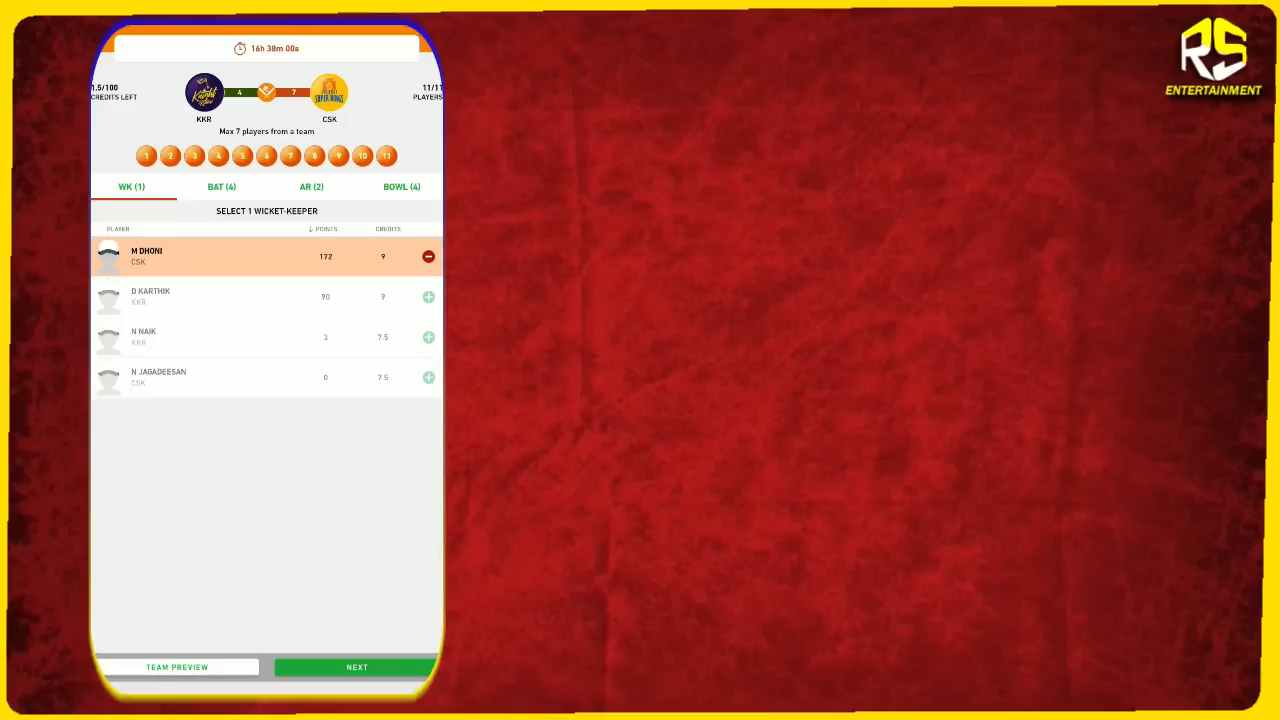 RS
ENTERTAINMENT
16h 38m 00s
1.5/100
CREDITS LEFT
4
7
11/11
PLAYERS
KKR
CSK
Max 7 players from a team
1 2 3 4 5 6 7 8 9 10 11
WK (1) BAT (4) AR (2) BOWL (4)
SELECT 1 WICKET-KEEPER
PLAYER ↓ POINTS CREDITS
M DHONI
CSK
172 9
D KARTHIK
KKR
90 9
N NAIK
KKR
3 7.5
N JAGADEESAN
CSK
0 7.5
TEAM PREVIEW NEXT